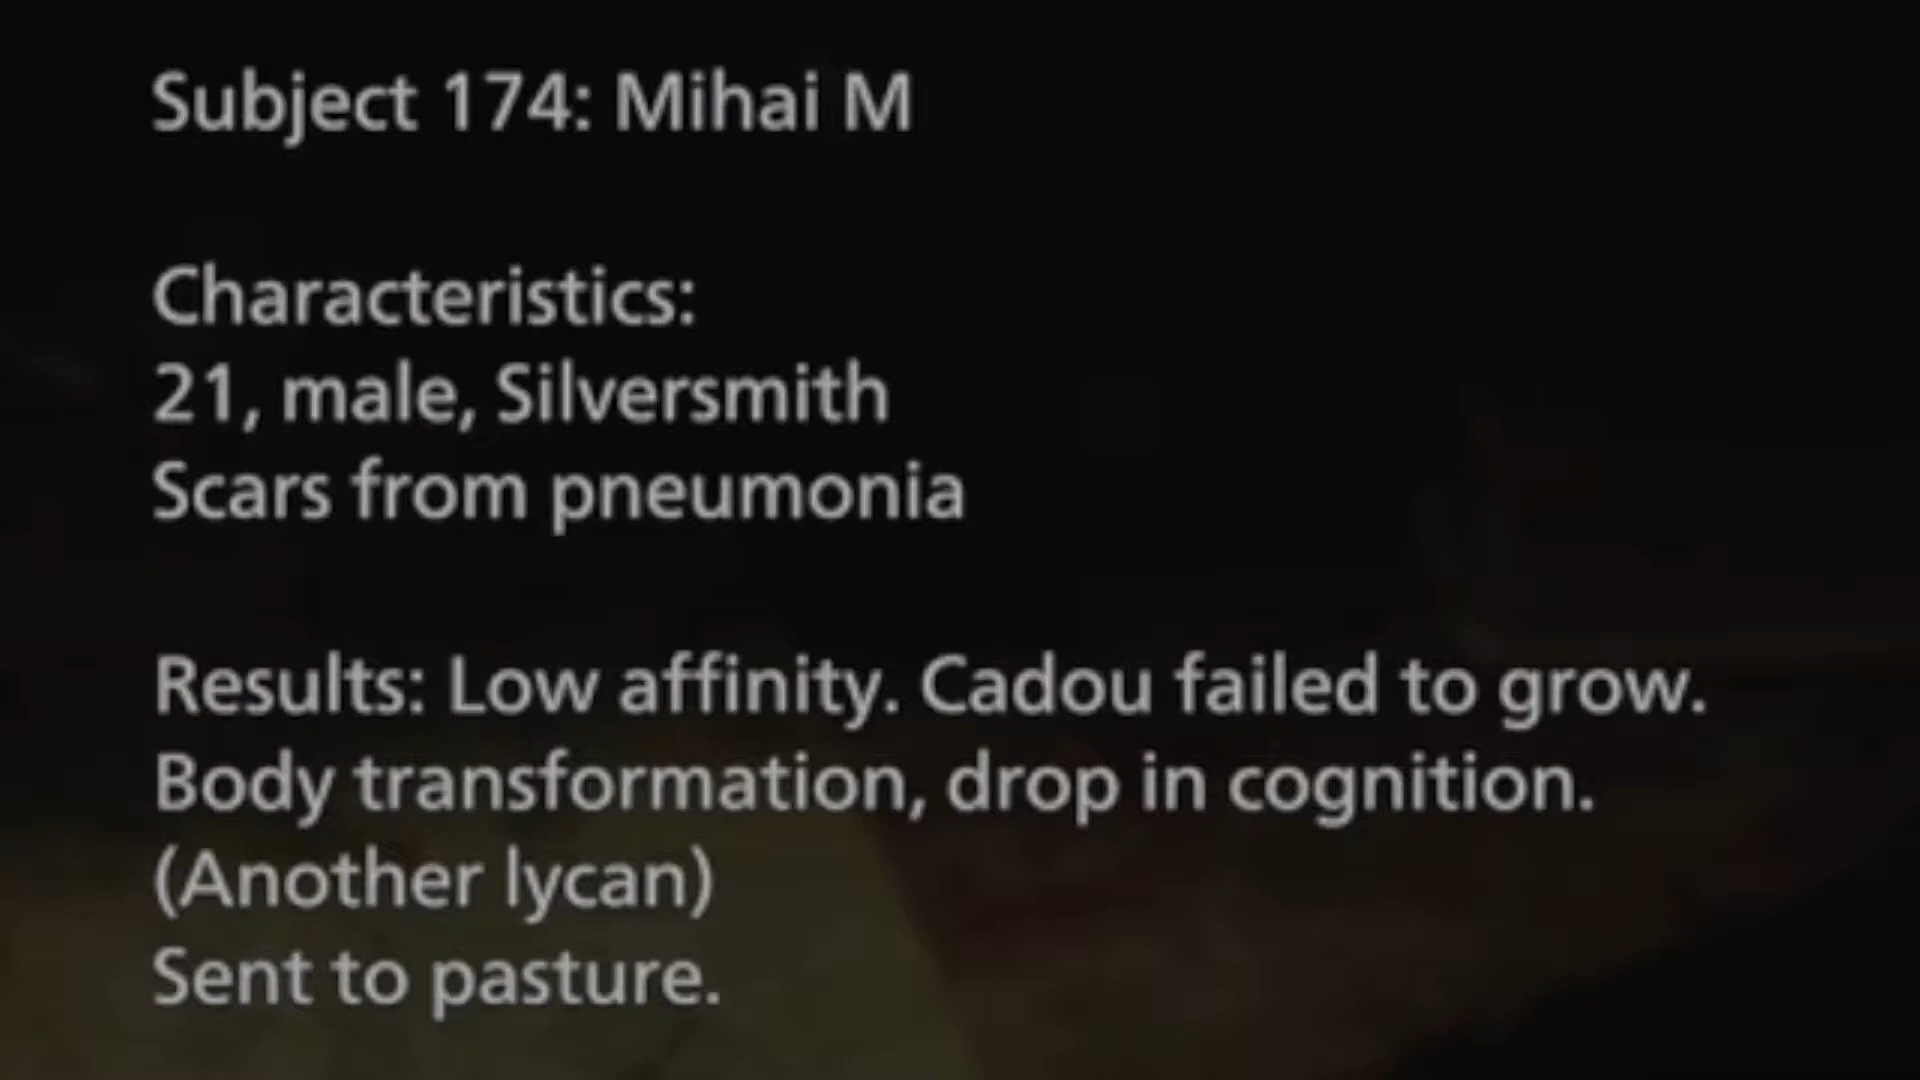 Subject 174: Mihai M
Characteristics:
21, male, Silversmith
Scars from pneumonia
Results: Low affinity. Cadou failed to grow.
Body transformation, drop in cognition.
(Another lycan)
Sent to pasture.